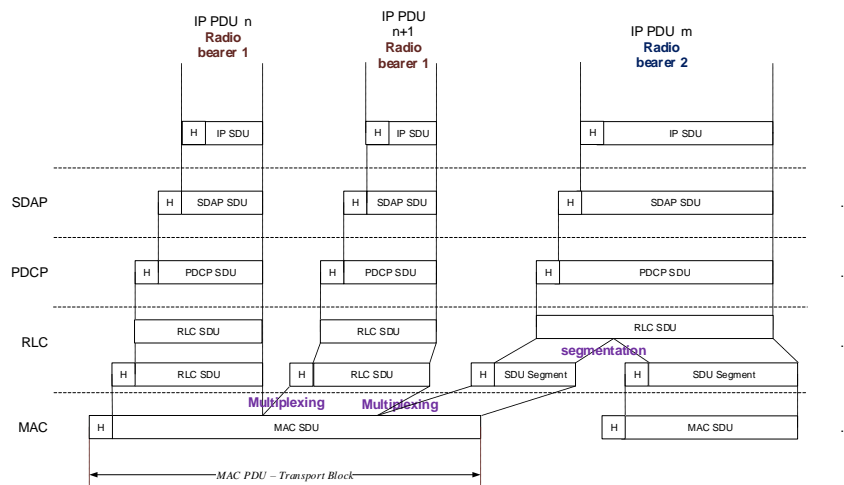 IP PDU n
Radio
bearer 1
IP PDU
n+1
Radio
bearer 1
IP PDU m
Radio
bearer 2
H IP SDU H IP SDU H IP SDU
SDAP H SDAP SDU H SDAP SDU H SDAP SDU .
PDCP H PDCP SDU H PDCP SDU H PDCP SDU .
RLC RLC SDU RLC SDU RLC SDU .
segmentation
H RLC SDU H RLC SDU H SDU Segment H SDU Segment
Multiplexing Multiplexing
MAC H MAC SDU H MAC SDU .
MAC PDU – Transport Block